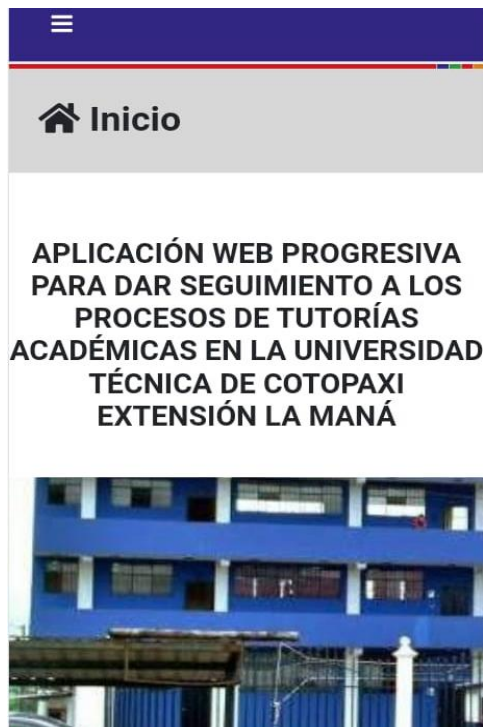 Inicio
APLICACIÓN WEB PROGRESIVA
PARA DAR SEGUIMIENTO A LOS
PROCESOS DE TUTORÍAS
ACADÉMICAS EN LA UNIVERSIDAD
TÉCNICA DE COTOPAXI
EXTENSIÓN LA MANÁ